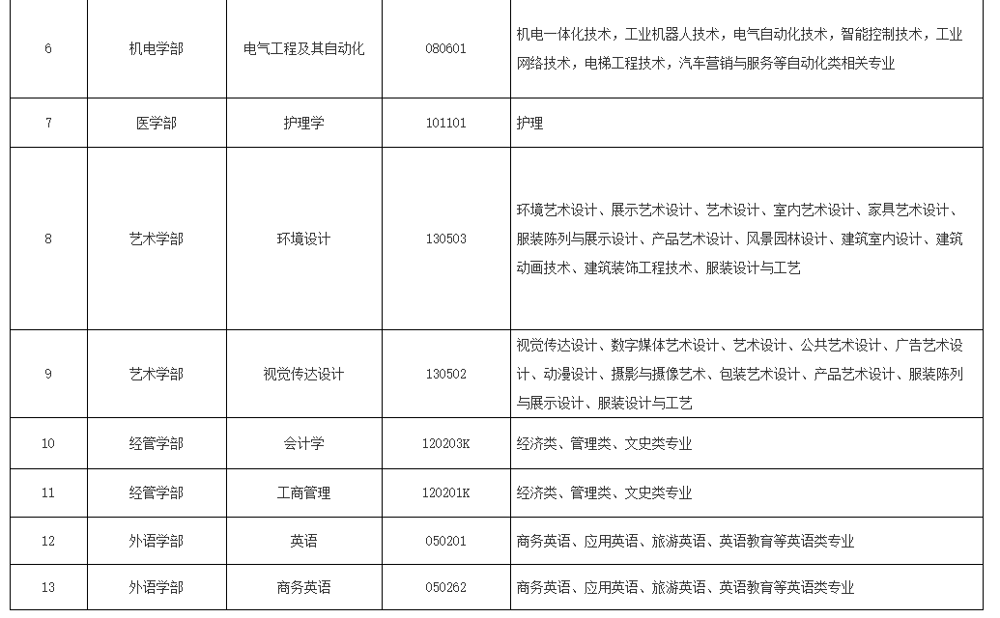 6 机电学部 电气工程及其自动化 080601 机电一体化技术，工业机器人技术，电气自动化技术，智能控制技术，工业
网络技术，电梯工程技术，汽车营销与服务等自动化类相关专业
7 医学部 护理学 101101 护理
8 艺术学部 环境设计 130503 环境艺术设计、展示艺术设计、艺术设计、室内艺术设计、家具艺术设计、
服装陈列与展示设计、产品艺术设计、风景园林设计、建筑室内设计、建筑
动画技术、建筑装饰工程技术、服装设计与工艺
9 艺术学部 视觉传达设计 130502 视觉传达设计、数字媒体艺术设计、艺术设计、公共艺术设计、广告艺术设
计、动漫设计、摄影与摄像艺术、包装艺术设计、产品艺术设计、服装陈列
与展示设计、服装设计与工艺
10 经管学部 会计学 120203K 经济类、管理类、文史类专业
11 经管学部 工商管理 120201K 经济类、管理类、文史类专业
12 外语学部 英语 050201 商务英语、应用英语、旅游英语、英语教育等英语类专业
13 外语学部 商务英语 050262 商务英语、应用英语、旅游英语、英语教育等英语类专业